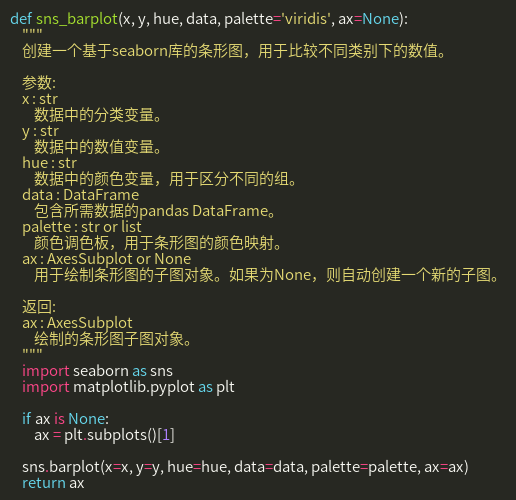 def sns_barplot(x, y, hue, data, palette='viridis', ax=None):
"""
创建一个基于seaborn库的条形图，用于比较不同类别下的数值。
参数:
x : str
数据中的分类变量。
y : str
数据中的数值变量。
hue : str
数据中的颜色变量，用于区分不同的组。
data : DataFrame
包含所需数据的pandas DataFrame。
palette : str or list
颜色调色板，用于条形图的颜色映射。
ax : AxesSubplot or None
用于绘制条形图的子图对象。如果为None，则自动创建一个新的子图。
返回:
ax : AxesSubplot
绘制的条形图子图对象。
"""
import seaborn as sns
import matplotlib.pyplot as plt
if ax is None:
ax = plt.subplots()[1]
sns.barplot(x=x, y=y, hue=hue, data=data, palette=palette, ax=ax)
return ax